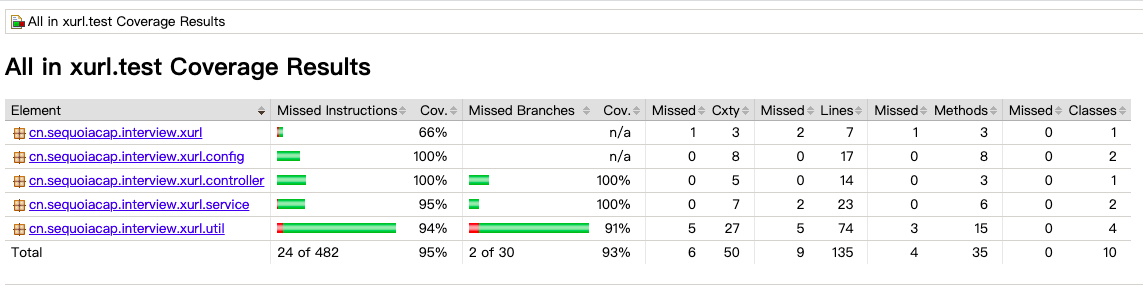 All in xurl.test Coverage Results
All in xurl.test Coverage Results
Element Missed Instructions Cov. Missed Branches Cov. Missed Cxty Missed Lines Missed Methods Missed Classes
cn.sequoiacap.interview.xurl 66% n/a 1 3 2 7 1 3 0 1
cn.sequoiacap.interview.xurl.config 100% n/a 0 8 0 17 0 8 0 2
cn.sequoiacap.interview.xurl.controller 100% 100% 0 5 0 14 0 3 0 1
cn.sequoiacap.interview.xurl.service 95% 100% 0 7 2 23 0 6 0 2
cn.sequoiacap.interview.xurl.util 94% 91% 5 27 5 74 3 15 0 4
Total 24 of 482 95% 2 of 30 93% 6 50 9 135 4 35 0 10